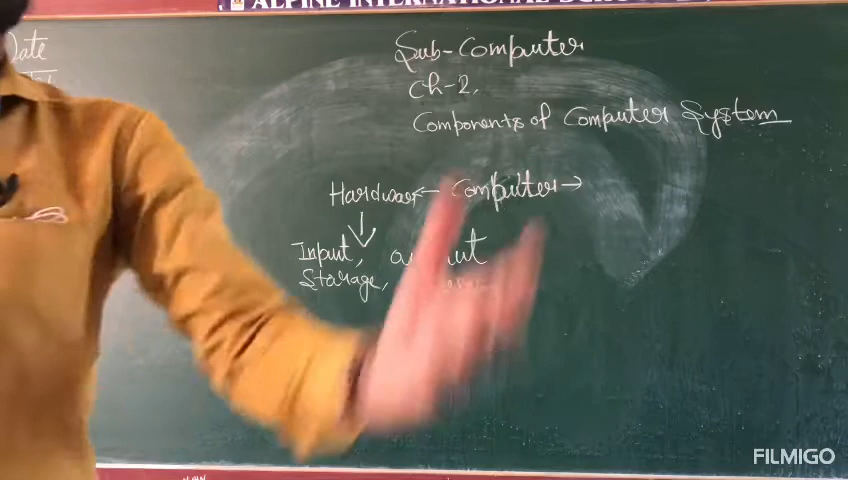 ALPINE INTERNATIONAL
Date
Sub-Computer
Ch-2,
Components of Computer System
Hardware ← Computer →
↓
Input,
Storage,
FILMIGO